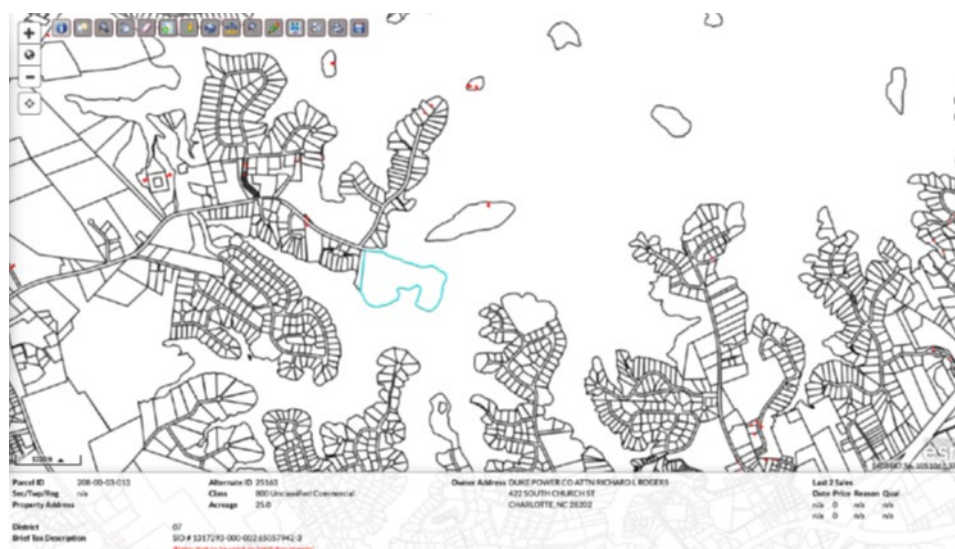 Parcel ID 208-00-03-013 Alternate ID 25163 Owner Address DUKE POWER CO ATTN RICHARD L ROGERS Last 2 Sales
Sec/Twp/Rng n/a Class 800 Unclassified Commercial 422 SOUTH CHURCH ST Date Price Reason Qual
Property Address Acreage 25.0 CHARLOTTE, NC 28202 n/a 0 n/a n/a
n/a 0 n/a n/a
District 07
Brief Tax Description